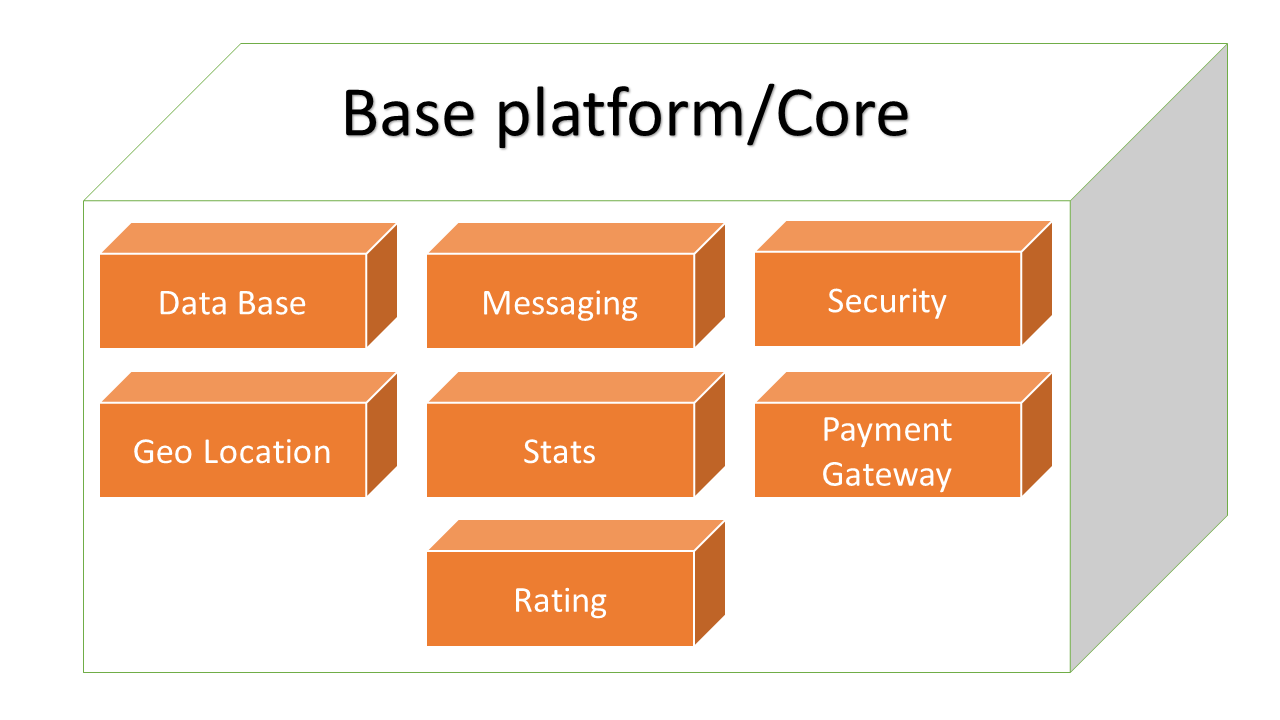 Base platform/Core
Data Base
Messaging
Security
Geo Location
Stats
Payment
Gateway
Rating